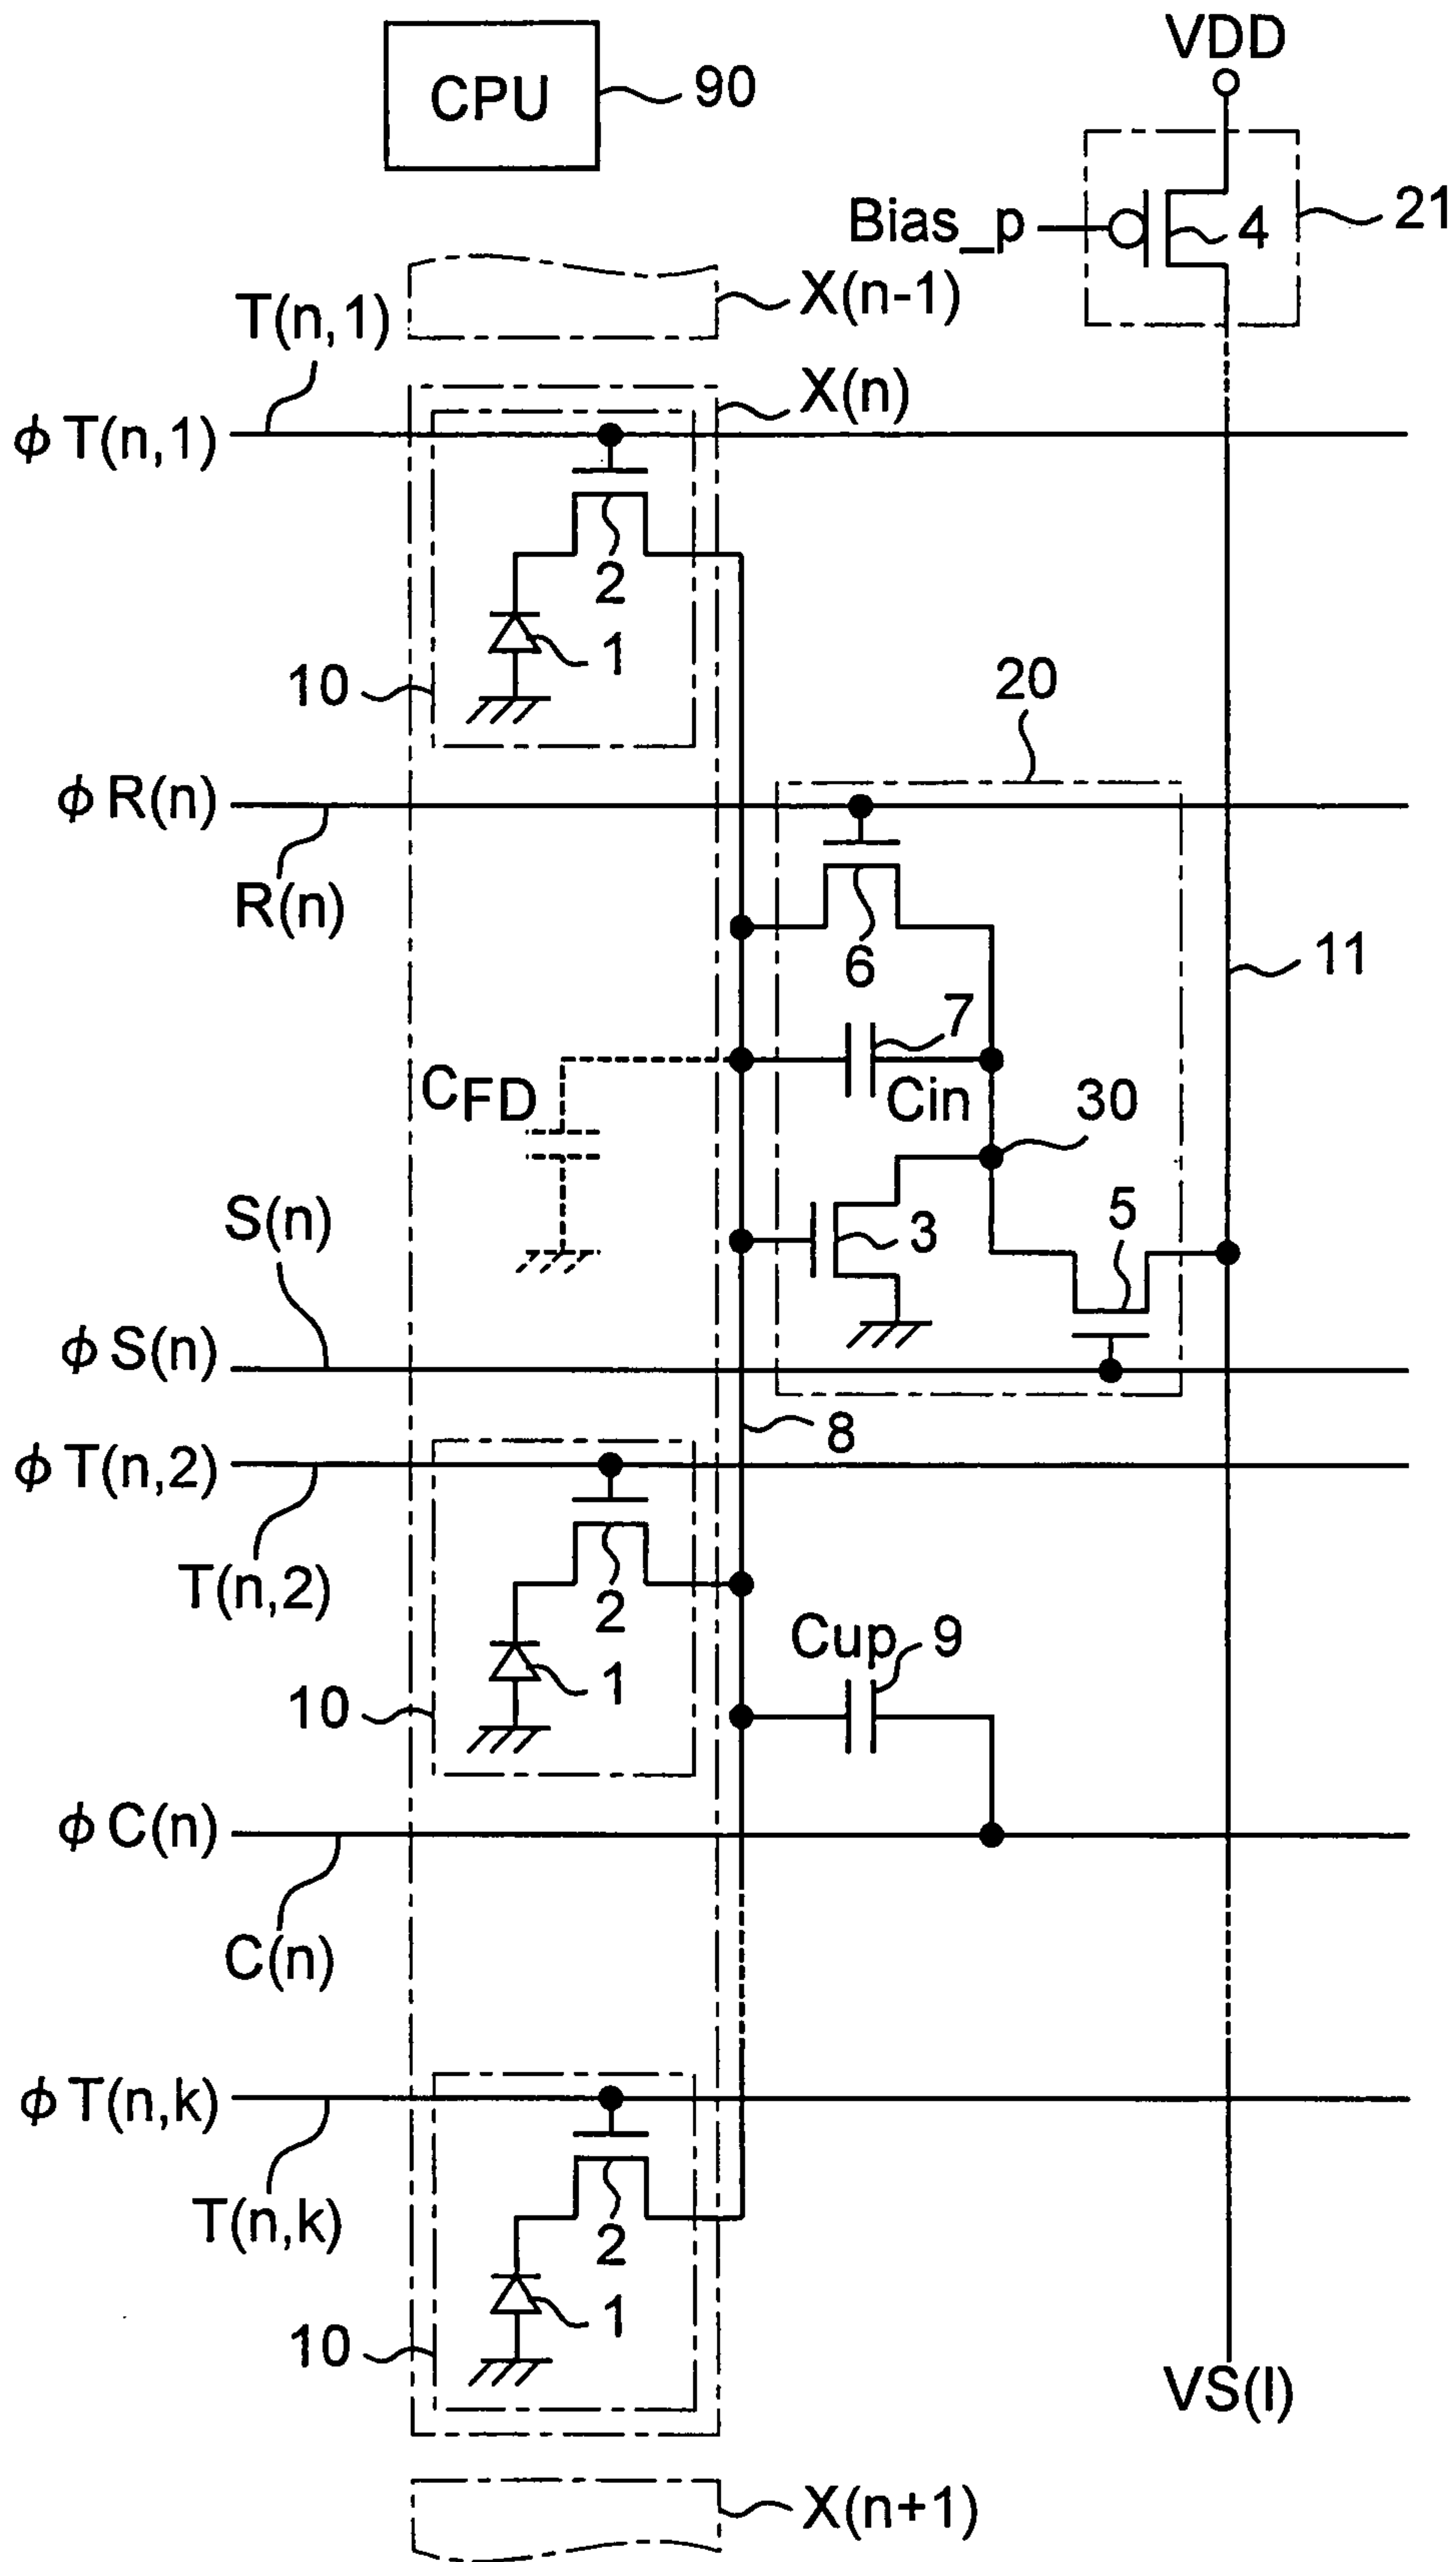 VDD
CPU
90
Bias_p
4
21
X(n-1)
T(n,1)
X(n)
φT(n,1)
2
1
10
20
φR(n)
R(n)
6
11
7
CFD
Cin
30
S(n)
3
5
φS(n)
8
φT(n,2)
T(n,2)
2
Cup
9
1
10
φC(n)
C(n)
φT(n,k)
T(n,k)
2
1
10
VS(l)
X(n+1)